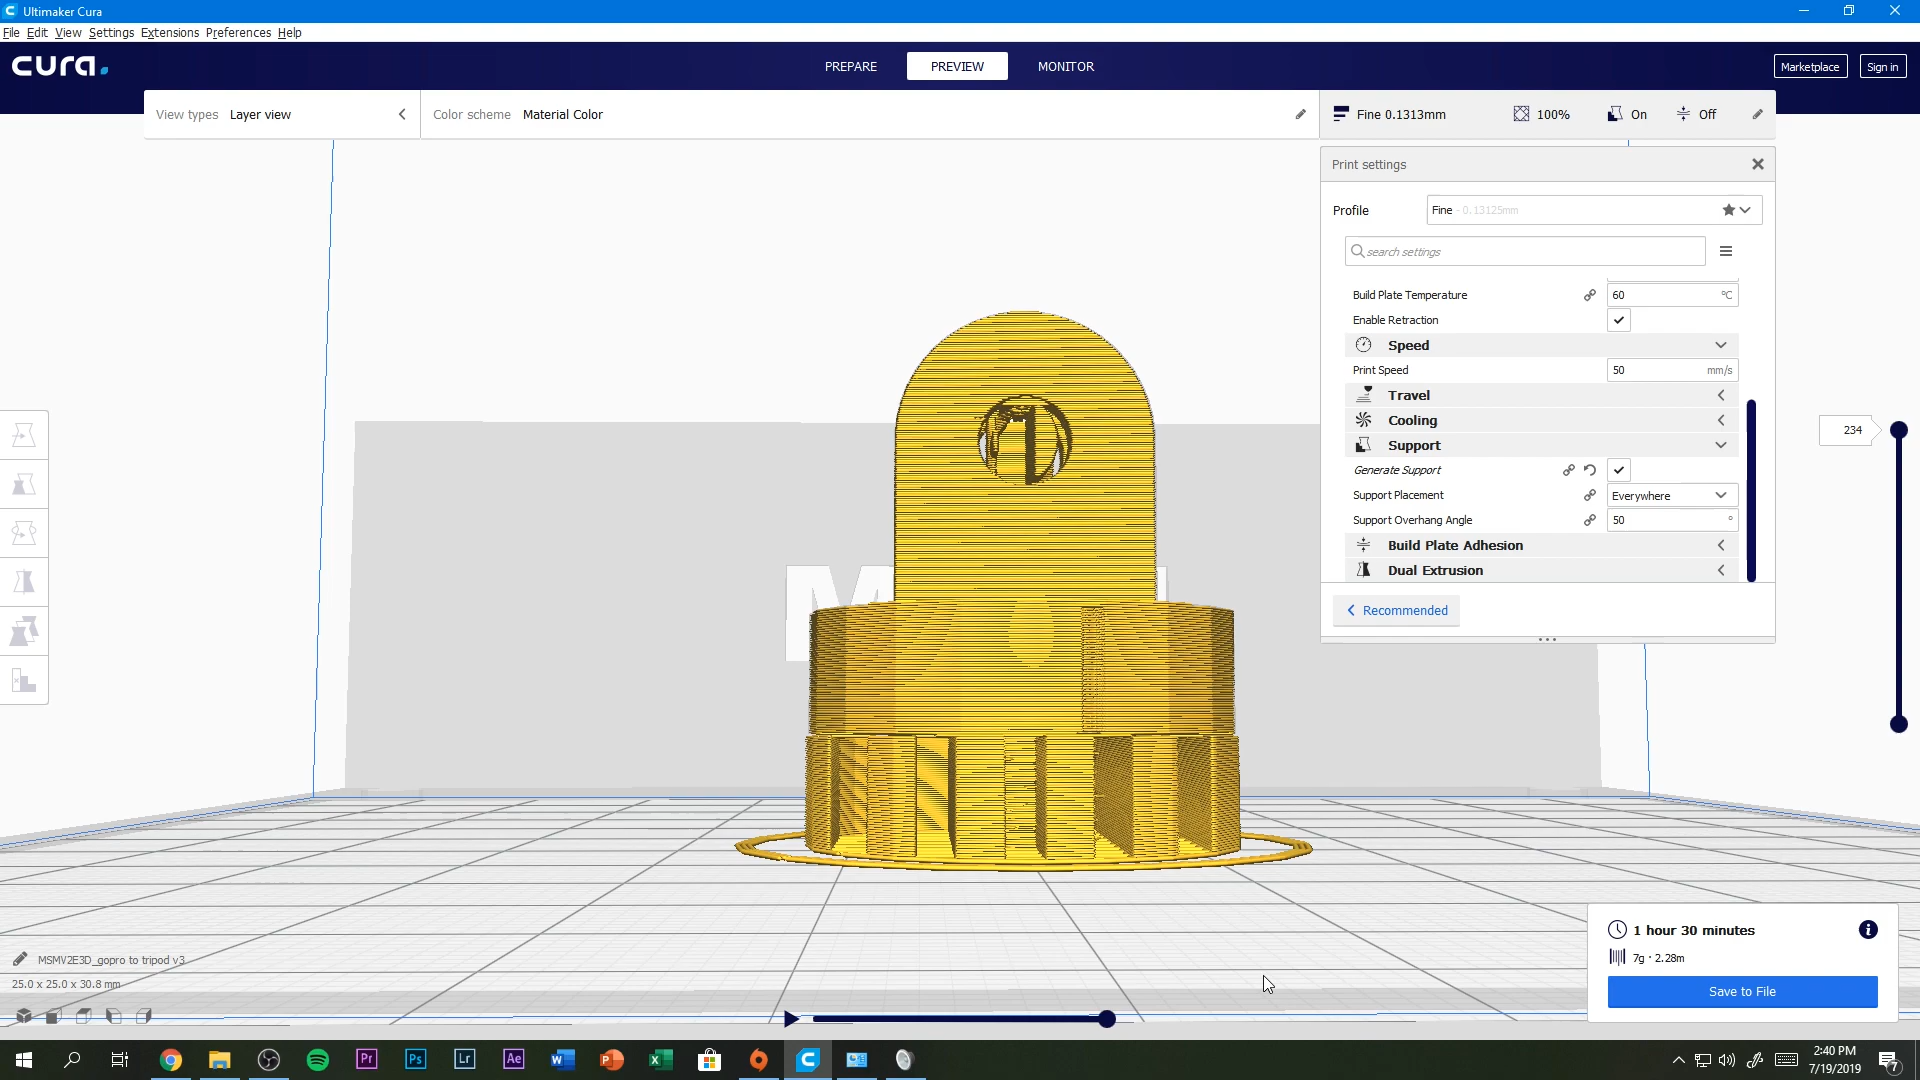 Ultimaker Cura
File Edit View Settings Extensions Preferences Help
cura.
PREPARE
PREVIEW
MONITOR
Marketplace
Sign in
View types Layer view
Color scheme Material Color
Fine 0.1313mm
100%
On
Off
Print settings
Profile
Fine - 0.13125mm
search settings
Build Plate Temperature
60 °C
Enable Retraction
Speed
Print Speed
50 mm/s
Travel
Cooling
Support
Generate Support
Support Placement
Everywhere
Support Overhang Angle
50 °
Build Plate Adhesion
Dual Extrusion
Recommended
234
1 hour 30 minutes
7g · 2.28m
Save to File
MSMV2E3D_gopro to tripod v3
25.0 x 25.0 x 30.8 mm
Pr
Ps
Lr
Ae
2:40 PM
7/19/2019
7